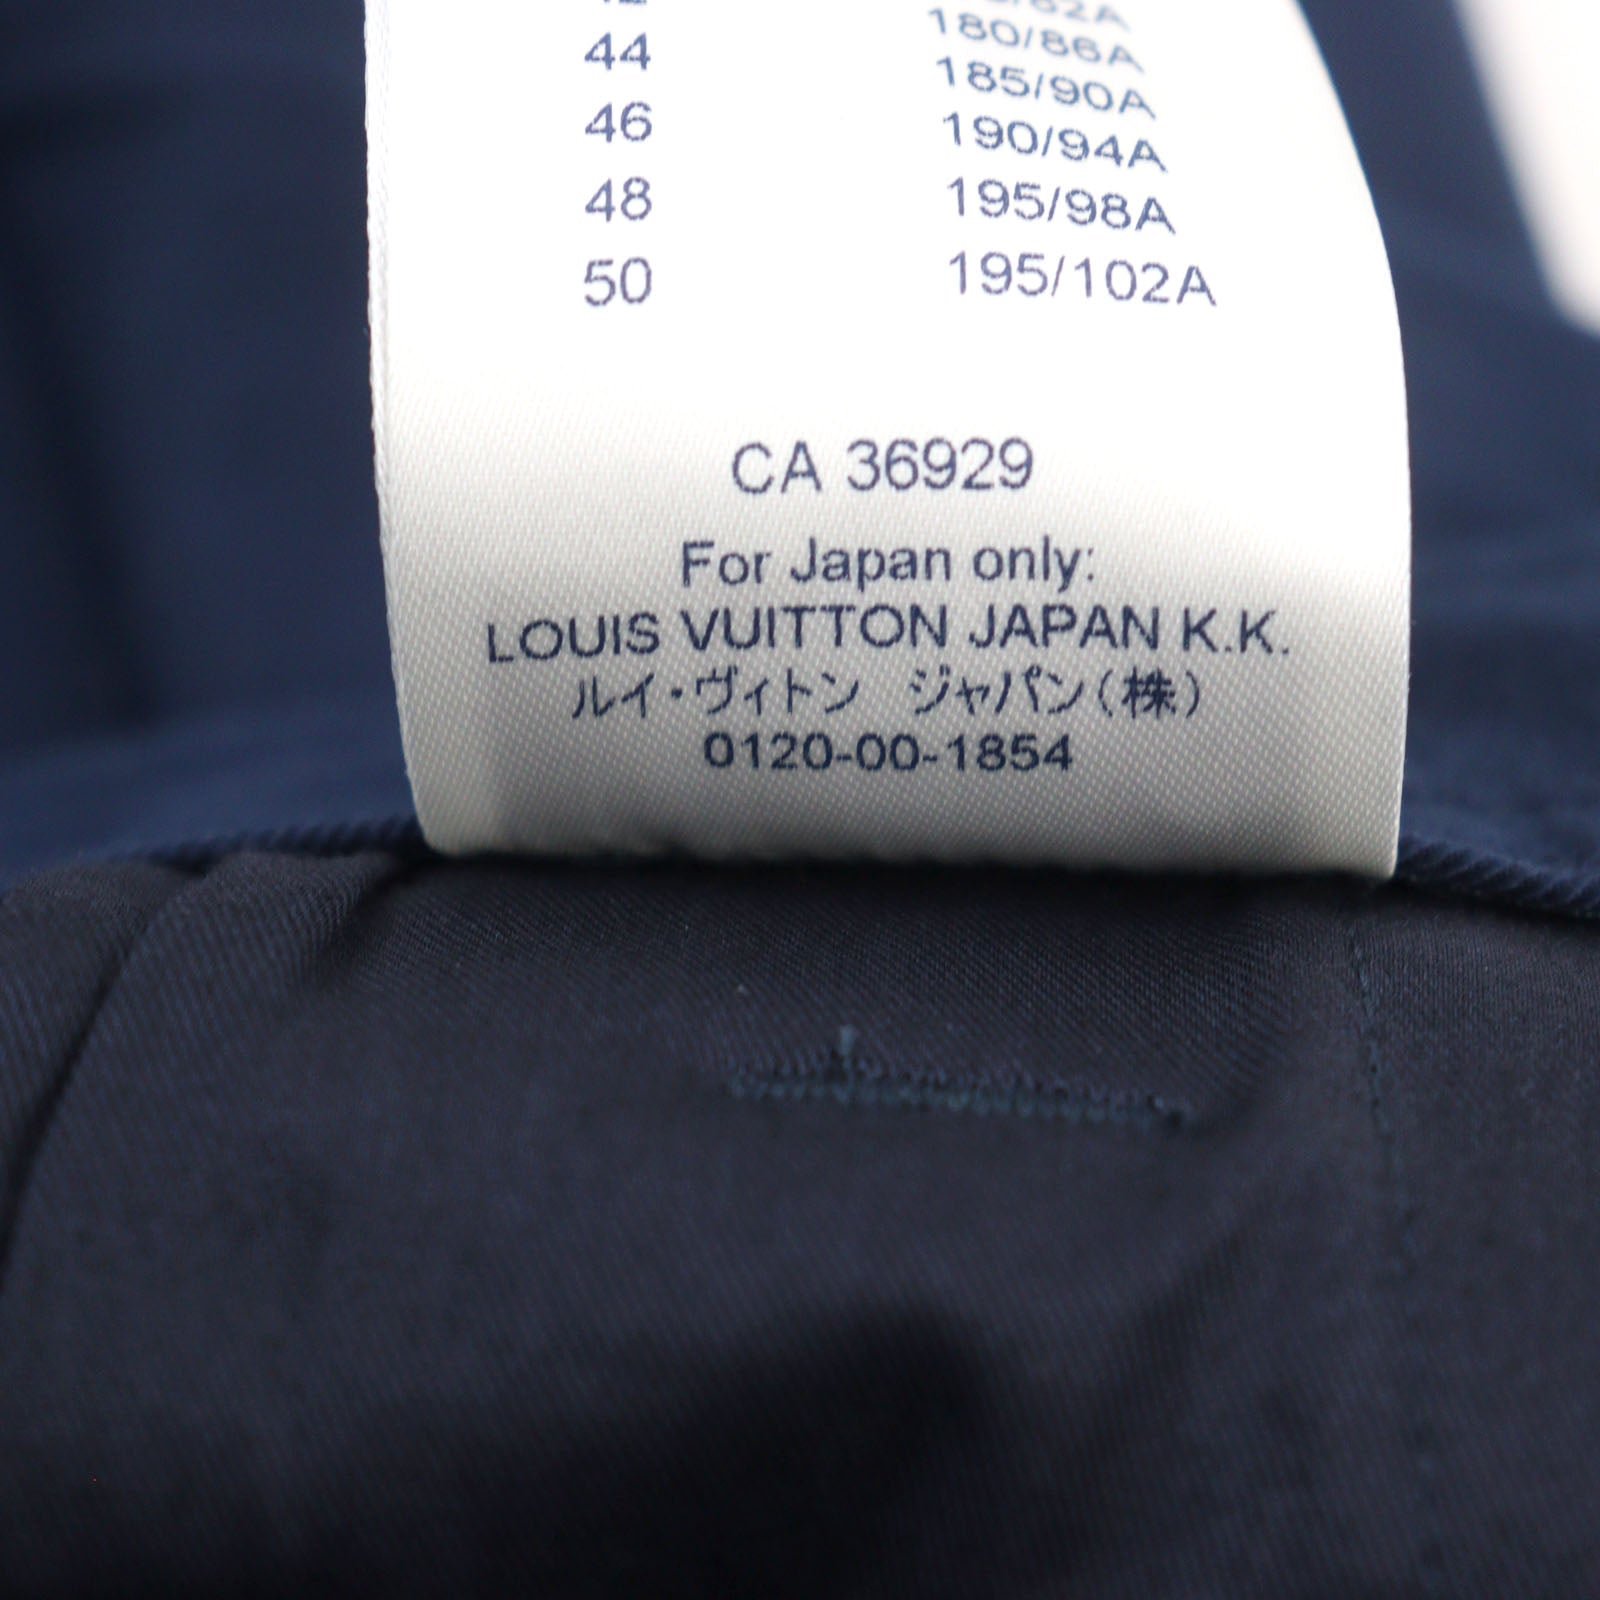 180/86A
44 185/90A
46 190/94A
48 195/98A
50 195/102A
CA 36929
For Japan only:
LOUIS VUITTON JAPAN K.K.
ルイ・ヴィトン ジャパン(株)
0120-00-1854